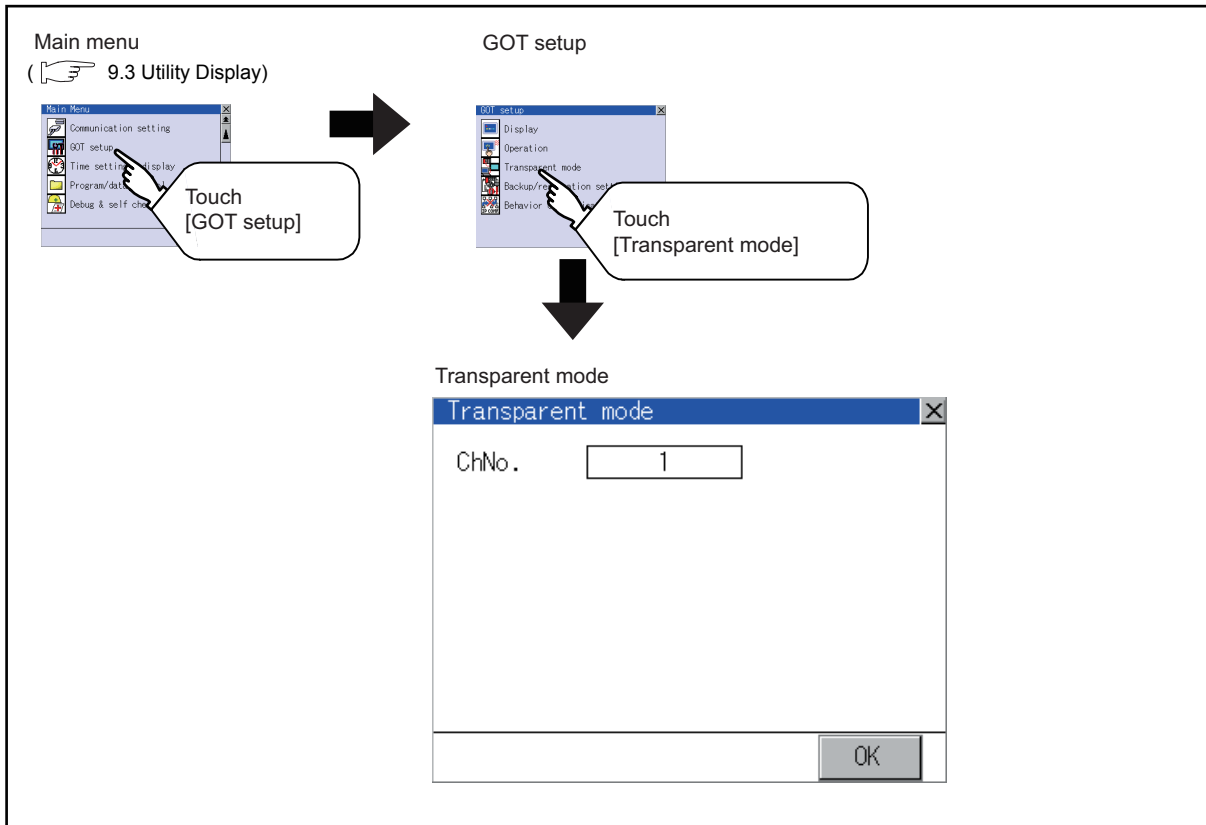 Main menu
( 9.3 Utility Display)
Main Menu
Communication setting
GOT setup
Time setting display
Program/data
Debug & self che
Touch
[GOT setup]
GOT setup
GOT setup
Display
Operation
Transparent mode
Backup/re ation set
Behavior
Touch
[Transparent mode]
Transparent mode
Transparent mode
ChNo. 1
OK